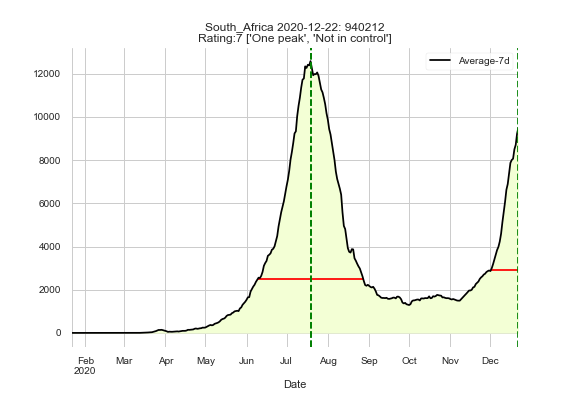 South_Africa 2020-12-22: 940212
Rating:7 ['One peak', 'Not in control']
Average-7d
12000
10000
8000
6000
4000
2000
0
Feb Mar Apr May Jun Jul Aug Sep Oct Nov Dec
2020
Date